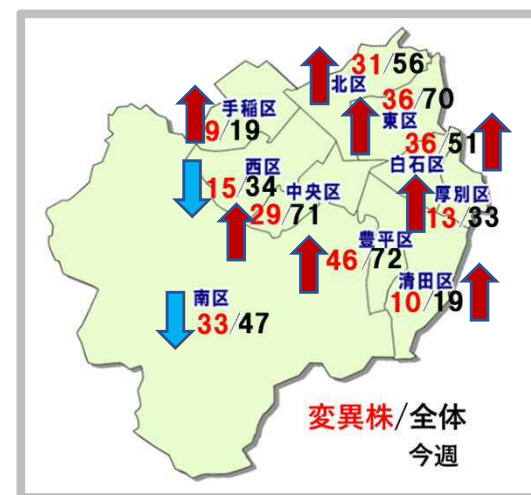 31/56
北区
36/70
東区
手稲区
9/19
36/51
白石区
西区
15/34
中央区
29/71
厚別区
13/33
豊平区
46/72
清田区
10/19
南区
33/47
変異株/全体
今週